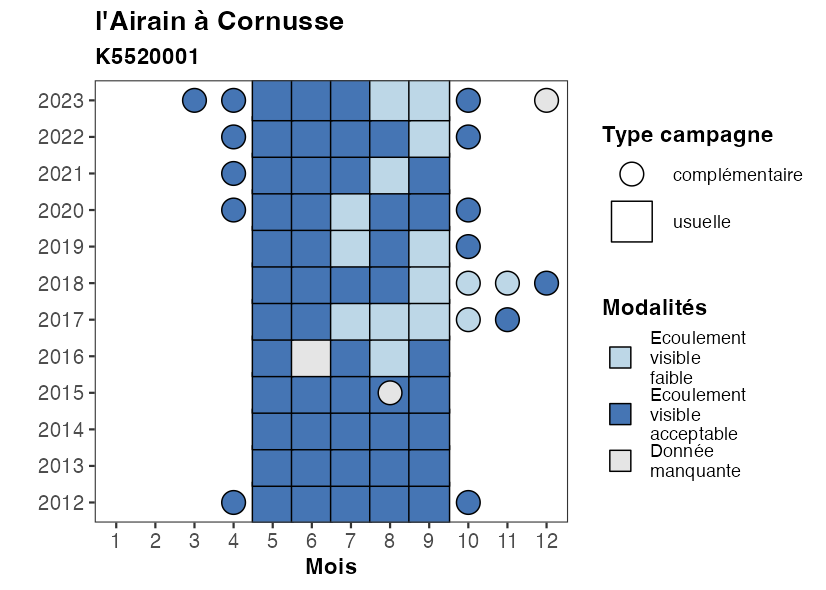 l'Airain à Cornusse
K5520001
2023
2022
2021
2020
2019
2018
2017
2016
2015
2014
2013
2012
1 2 3 4 5 6 7 8 9 10 11 12
Mois
Type campagne
complémentaire
usuelle
Modalités
Ecoulement
visible
faible
Ecoulement
visible
acceptable
Donnée
manquante